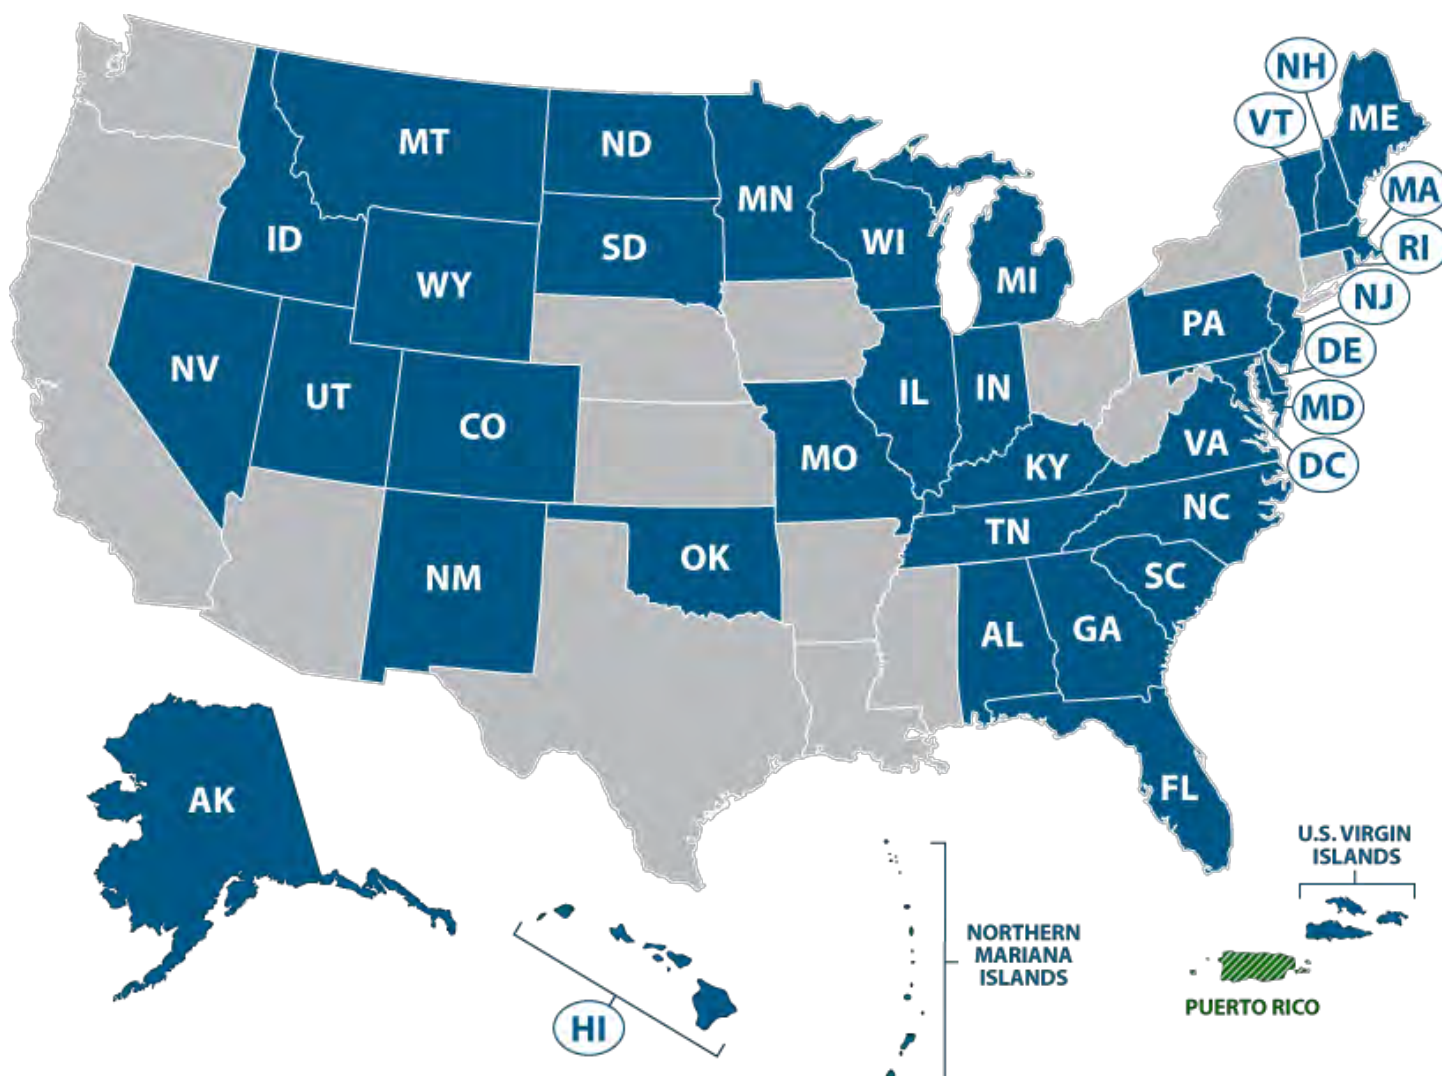 NH
ME
VT
MT
ND
MN
MA
ID
SD
WI
RI
WY
MI
NJ
PA
NV
DE
UT
IL
IN
CO
MD
MO
KY
VA
DC
NC
TN
OK
NM
SC
AL
GA
AK
FL
U.S. VIRGIN
ISLANDS
NORTHERN
MARIANA
ISLANDS
PUERTO RICO
HI